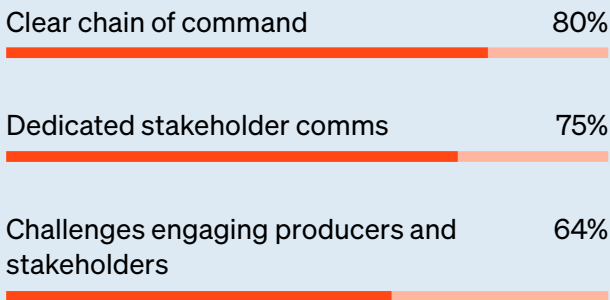 Clear chain of command 80%
Dedicated stakeholder comms 75%
Challenges engaging producers and 64%
stakeholders